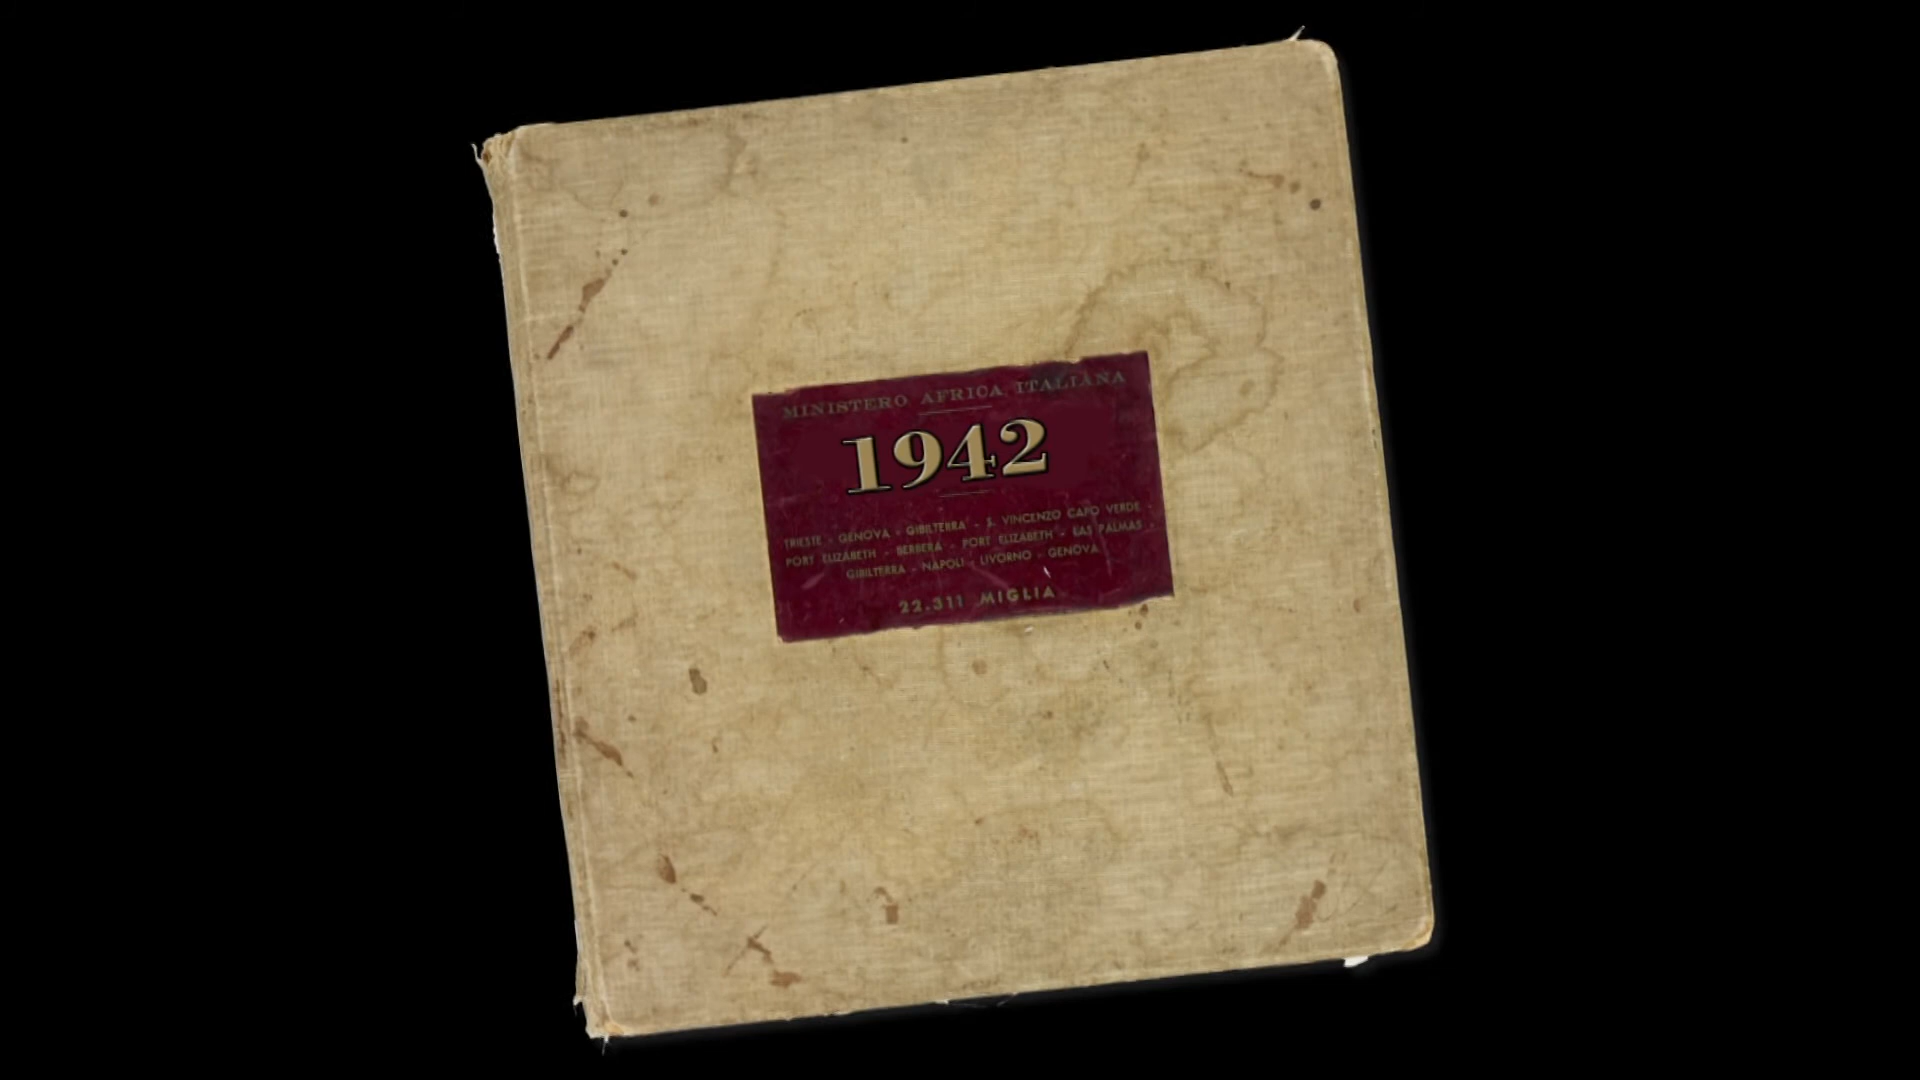 MINISTERO AFRICA ITALIANA
1942
TRIESTE - GENOVA - GIBILTERRA - S. VINCENZO CAPO VERDE -
PORT ELIZABETH - BERBERA - PORT ELIZABETH - LAS PALMAS -
GIBILTERRA - NAPOLI - LIVORNO - GENOVA
22.311 MIGLIA